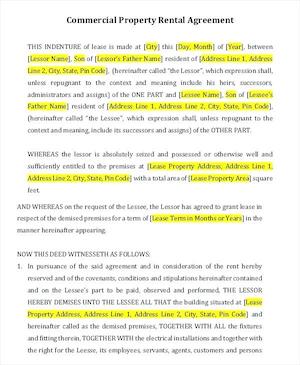 Commercial Property Rental Agreement
THIS INDENTURE of lease is made at [City] this [Day, Month] of [Year], between
[Lessor Name], Son of [Lessor's Father Name] resident of [Address Line 1, Address
Line 2, City, State, Pin Code], (hereinafter called "the Lessor", which expression shall,
unless repugnant to the context and meaning, include his heirs, successors,
administrators and assigns) of the ONE PART and [Lessee Name], Son of [Lessee's
Father Name] resident of [Address Line 1, Address Line 2, City, State, Pin Code],
(hereinafter called the "Lessee", which expression shall, unless repugnant to the
context and meaning, include its successors and assigns) of the OTHER PART.
WHEREAS the lessor is absolutely seized and possessed or otherwise well and
sufficiently entitled to the premises at [Lease Property Address, Address Line 1,
Address Line 2, City, State, Pin Code] with a total area of [Lease Property Area] square
feet.
AND WHEREAS on the request of the Lessee, the Lessor has agreed to grant lease in
respect of the demised premises for a term of [Lease Term in Months or Years] in the
manner hereinafter appearing.
NOW THIS DEED WITNESSETH AS FOLLOWS:
1. In pursuance of the said agreement and in consideration of the rent hereby
reserved and of the covenants, conditions and stipulations hereinafter contained
and on the Lessee's part to be paid, observed and performed, THE LESSOR
HEREBY DEMISES UNTO THE LESSEE ALL THAT the building situated at [Lease
Property Address, Address Line 1, Address Line 2, City, State, Pin Code] and
hereinafter called as the demised premises, TOGETHER WITH ALL the fixtures
and fitting therein, TOGETHER WITH the electrical installations and together with
the right for the Lessee, its employees, servants, agents, customers and persons